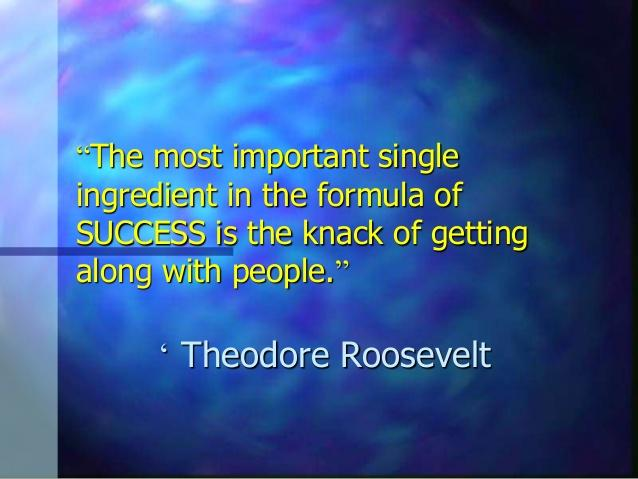 “The most important single
ingredient in the formula of
SUCCESS is the knack of getting
along with people.”
‘ Theodore Roosevelt